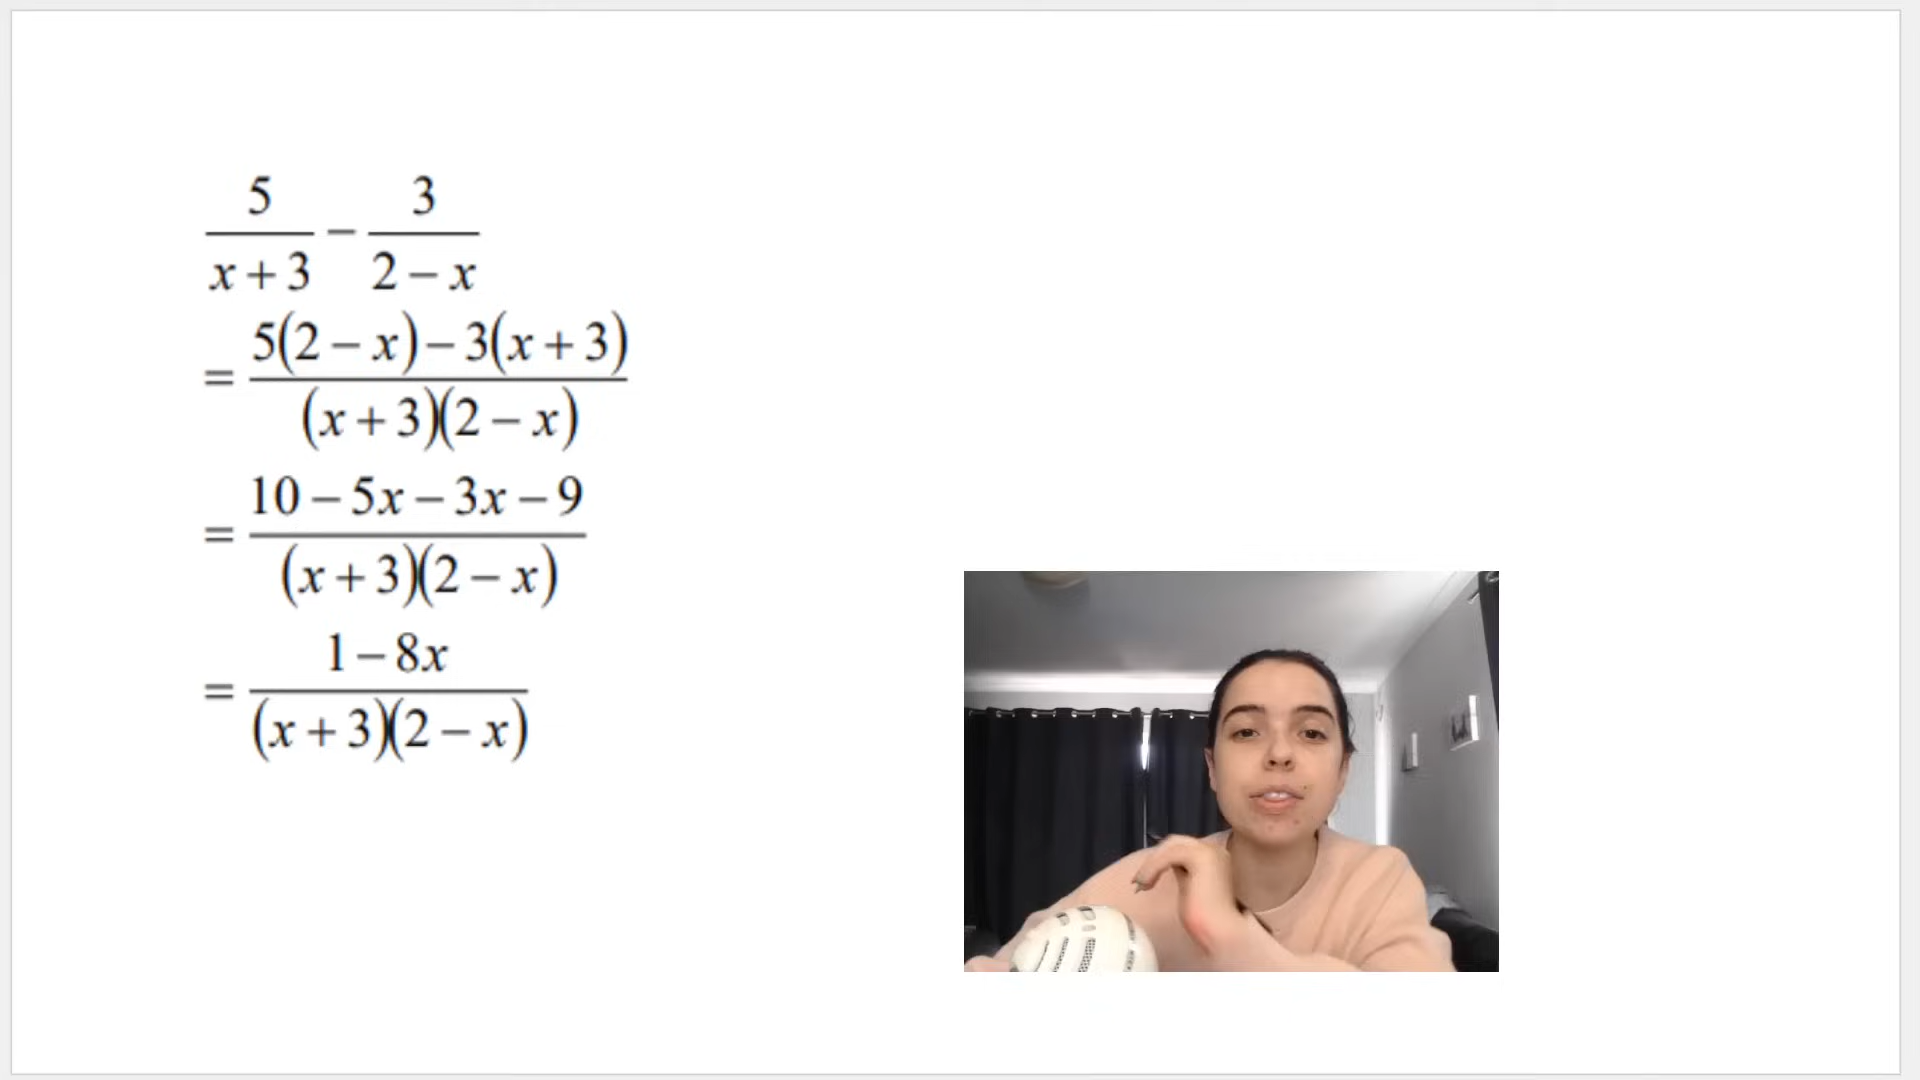 5/(x+3) − 3/(2−x)
= (5(2−x)−3(x+3))/((x+3)(2−x))
= (10−5x−3x−9)/((x+3)(2−x))
= (1−8x)/((x+3)(2−x))